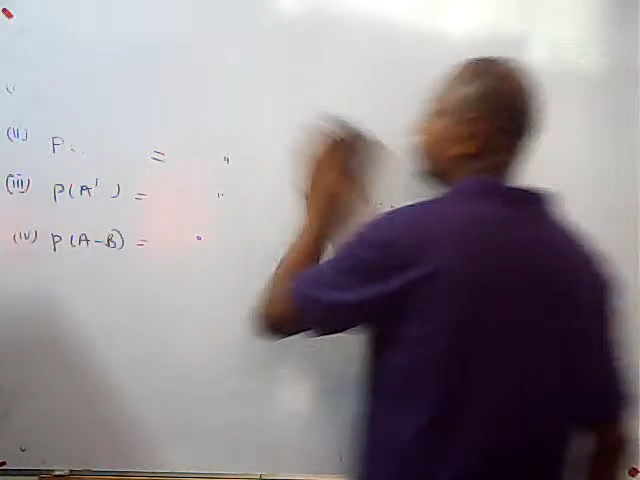 (ii) P =
(iii) P(A' ) =
(iv) P(A-B) =